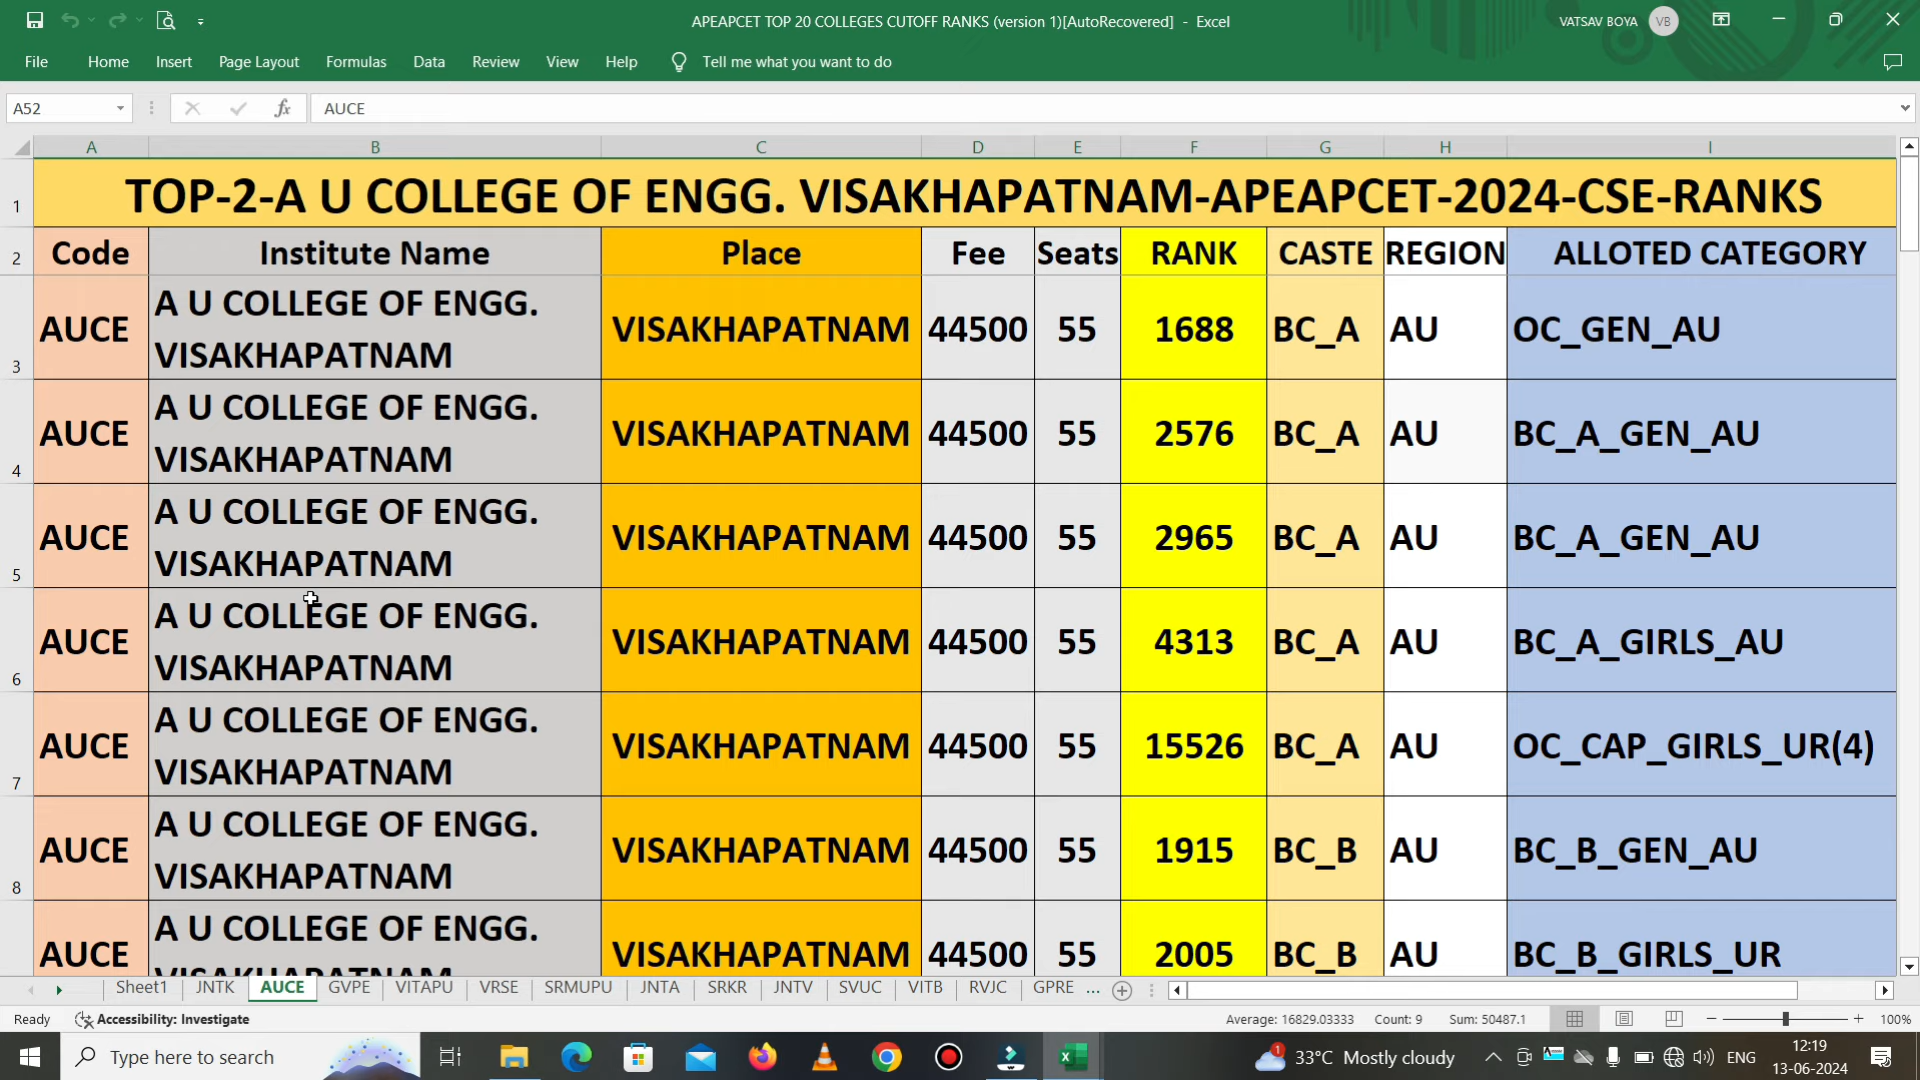 APEAPCET TOP 20 COLLEGES CUTOFF RANKS (version 1)[AutoRecovered] - Excel
VATSAV BOYA VB
File Home Insert Page Layout Formulas Data Review View Help Tell me what you want to do
A52 fx AUCE
A B C D E F G H I
1 TOP-2-A U COLLEGE OF ENGG. VISAKHAPATNAM-APEAPCET-2024-CSE-RANKS
2 Code Institute Name Place Fee Seats RANK CASTE REGION ALLOTED CATEGORY
3 AUCE A U COLLEGE OF ENGG. VISAKHAPATNAM VISAKHAPATNAM 44500 55 1688 BC_A AU OC_GEN_AU
4 AUCE A U COLLEGE OF ENGG. VISAKHAPATNAM VISAKHAPATNAM 44500 55 2576 BC_A AU BC_A_GEN_AU
5 AUCE A U COLLEGE OF ENGG. VISAKHAPATNAM VISAKHAPATNAM 44500 55 2965 BC_A AU BC_A_GEN_AU
6 AUCE A U COLLEGE OF ENGG. VISAKHAPATNAM VISAKHAPATNAM 44500 55 4313 BC_A AU BC_A_GIRLS_AU
7 AUCE A U COLLEGE OF ENGG. VISAKHAPATNAM VISAKHAPATNAM 44500 55 15526 BC_A AU OC_CAP_GIRLS_UR(4)
8 AUCE A U COLLEGE OF ENGG. VISAKHAPATNAM VISAKHAPATNAM 44500 55 1915 BC_B AU BC_B_GEN_AU
AUCE A U COLLEGE OF ENGG. VISAKHAPATNAM VISAKHAPATNAM 44500 55 2005 BC_B AU BC_B_GIRLS_UR
Sheet1 JNTK AUCE GVPE VITAPU VRSE SRMUPU JNTA SRKR JNTV SVUC VITB RVJC GPRE ...
Ready Accessibility: Investigate Average: 16829.03333 Count: 9 Sum: 50487.1 100%
Type here to search 1 33°C Mostly cloudy ENG 12:19
13-06-2024